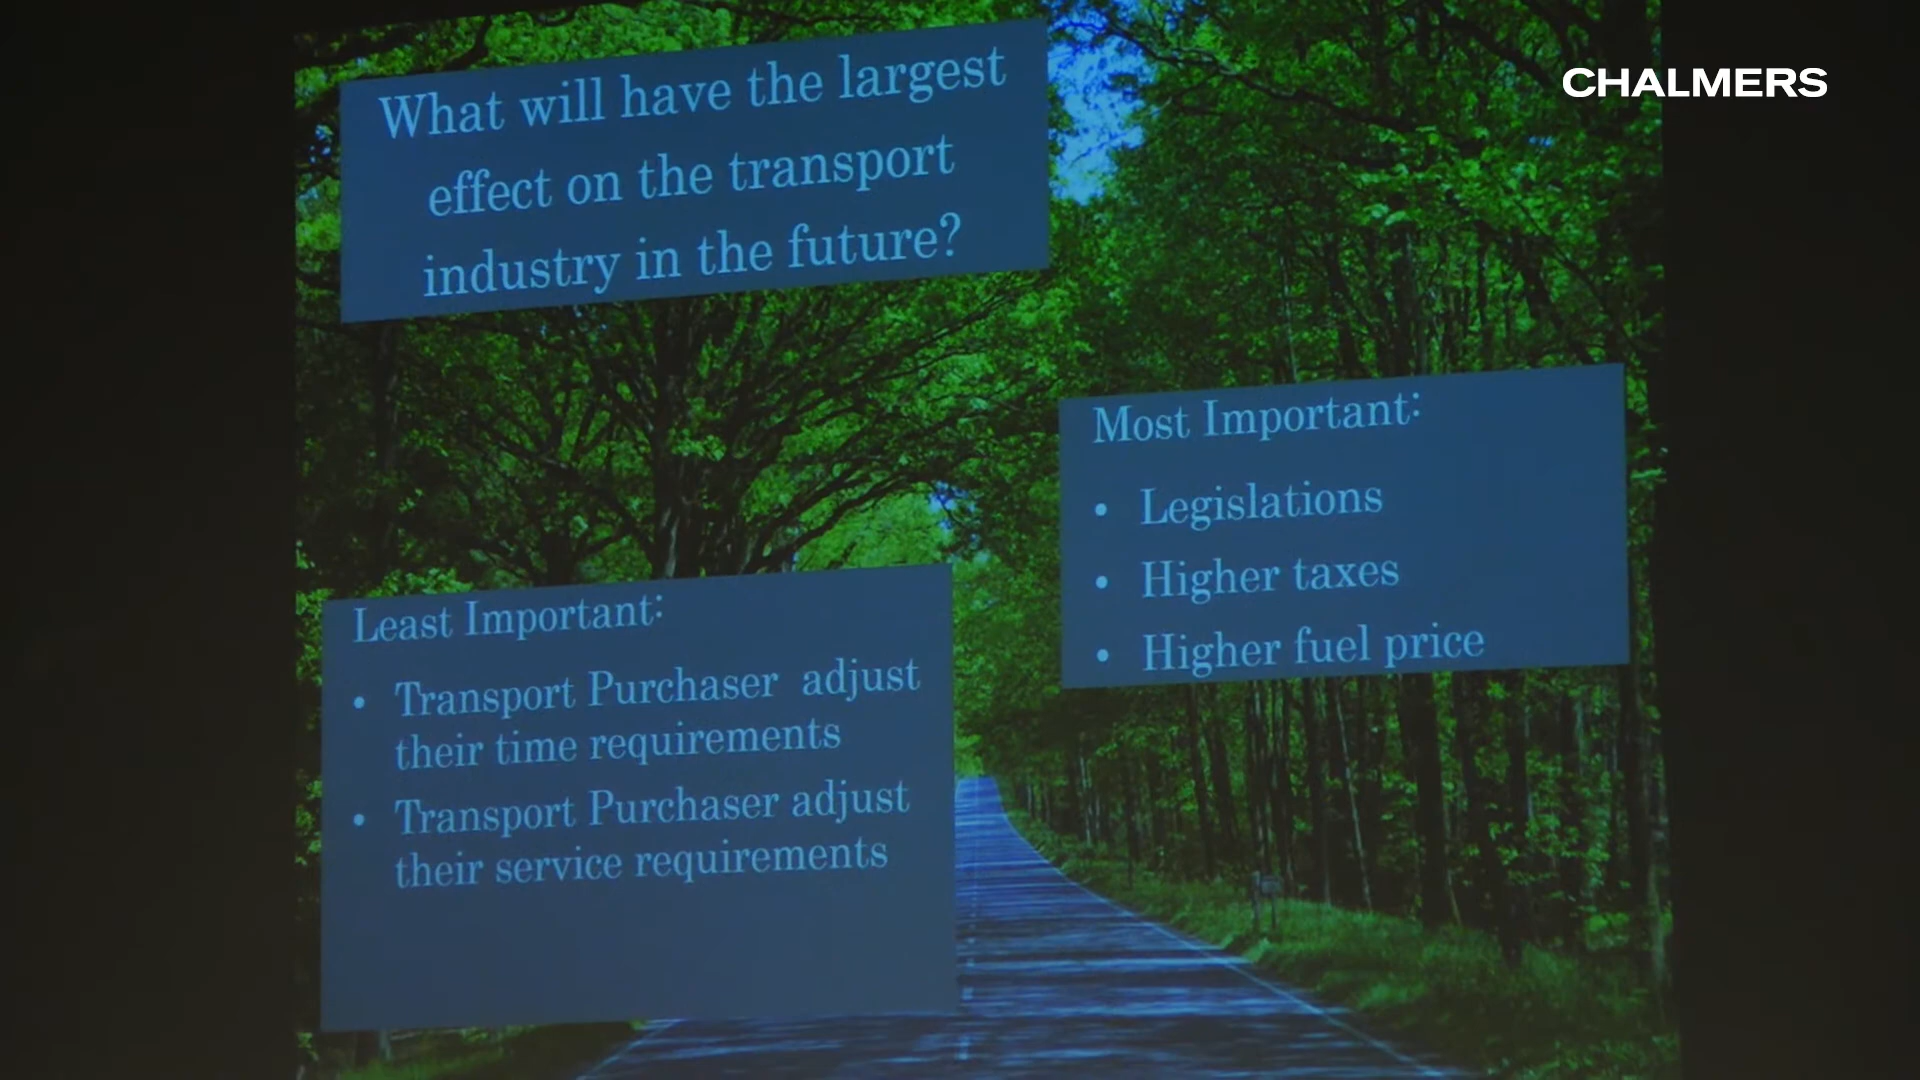 CHALMERS
What will have the largest
effect on the transport
industry in the future?
Most Important:
• Legislations
• Higher taxes
• Higher fuel price
Least Important:
• Transport Purchaser adjust
their time requirements
• Transport Purchaser adjust
their service requirements